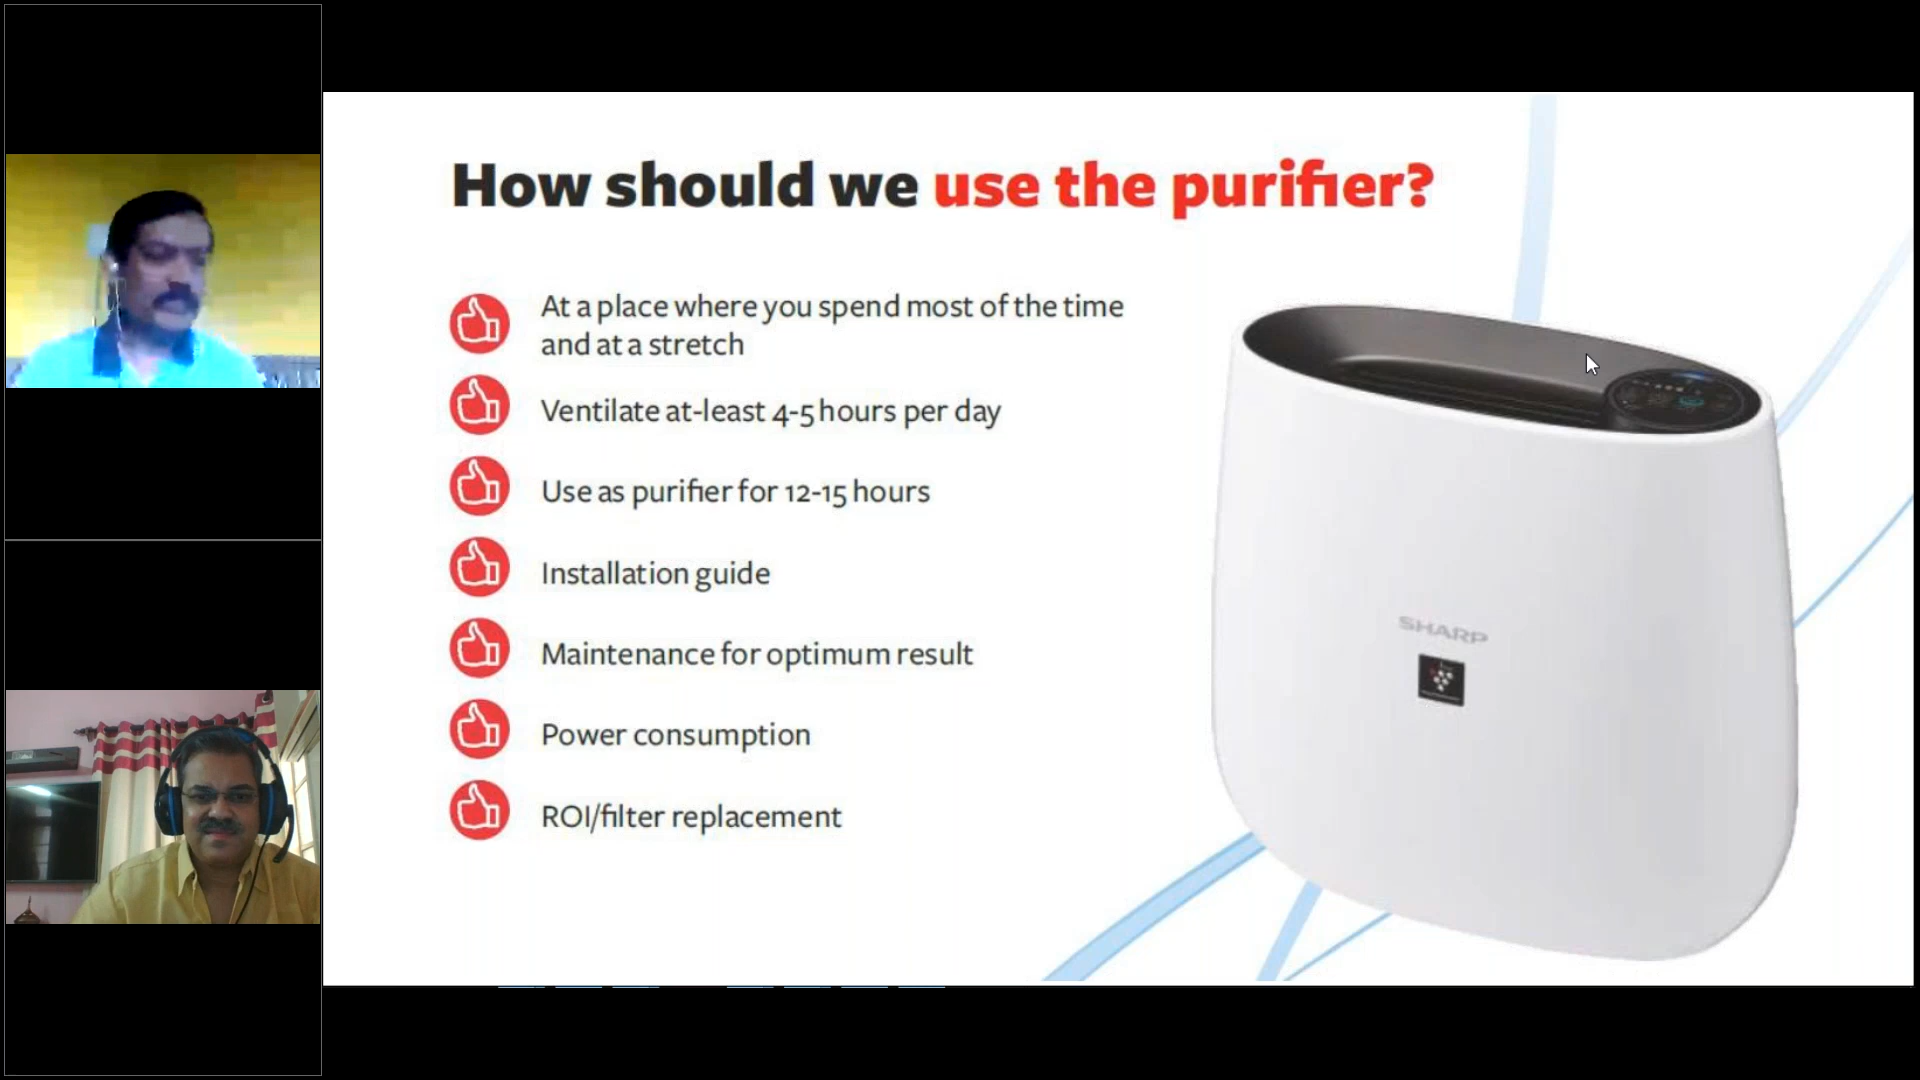 How should we use the purifier?
At a place where you spend most of the time
and at a stretch
Ventilate at-least 4-5 hours per day
Use as purifier for 12-15 hours
Installation guide
Maintenance for optimum result
Power consumption
ROI/filter replacement
SHARP